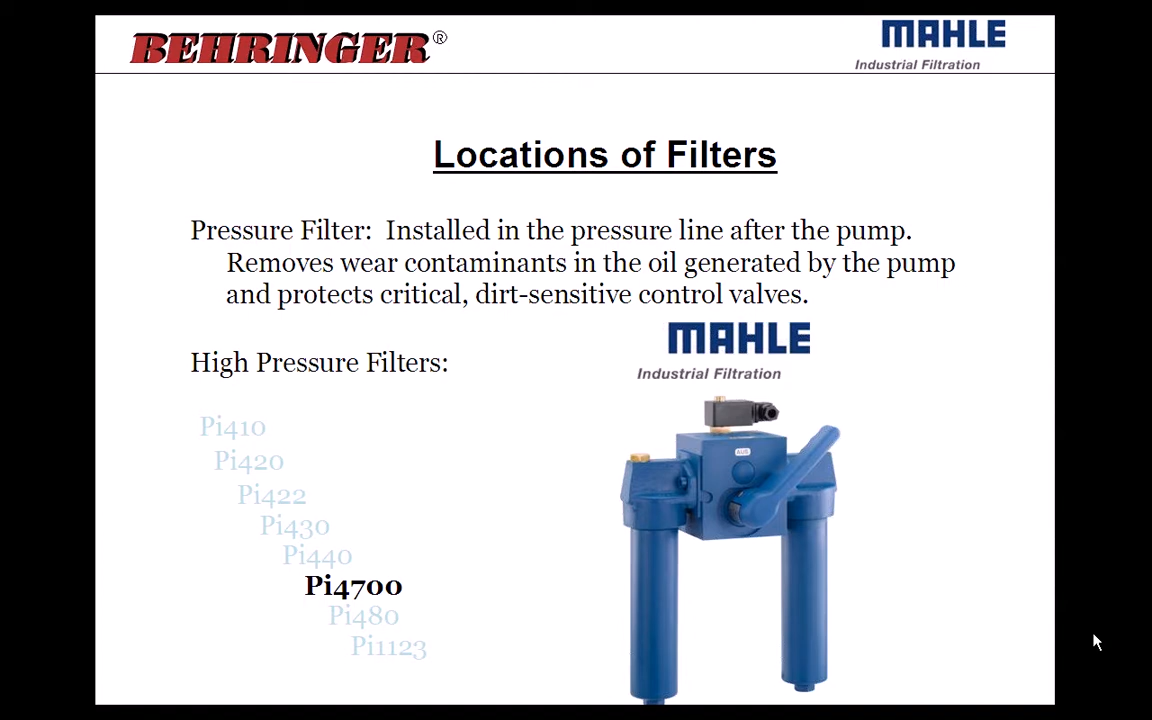 BEHRINGER®
MAHLE
Industrial Filtration
Locations of Filters
Pressure Filter: Installed in the pressure line after the pump.
Removes wear contaminants in the oil generated by the pump
and protects critical, dirt-sensitive control valves.
MAHLE
Industrial Filtration
High Pressure Filters:
Pi410
Pi420
Pi422
Pi430
Pi440
Pi4700
Pi480
Pi1123
AUS